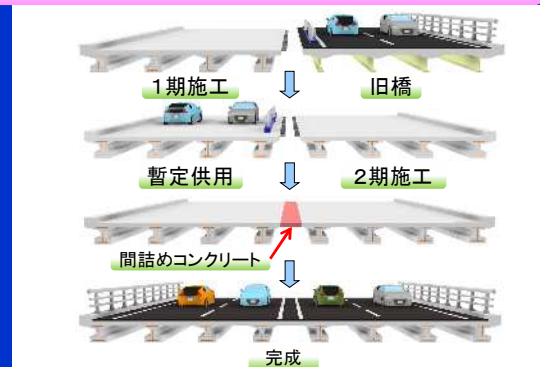 1期施工
旧橋
暫定供用
2期施工
間詰めコンクリート
完成